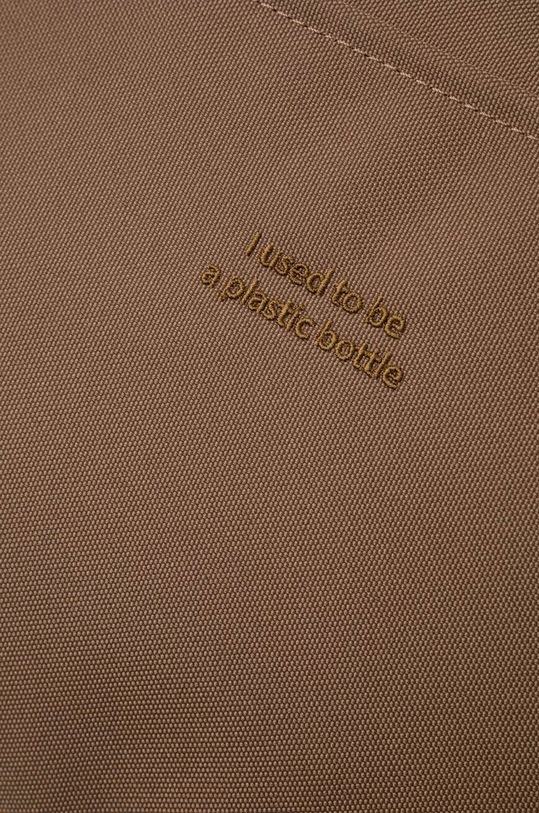 I used to be
a plastic bottle